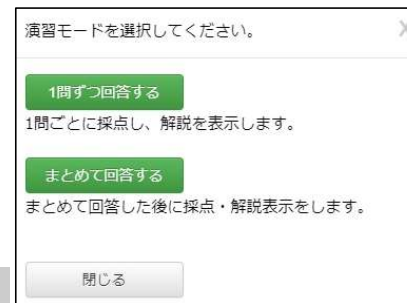 演習モードを選択してください。
1問ずつ回答する
1問ごとに採点し、解説を表示します。
まとめて回答する
まとめて回答した後に採点・解説表示をします。
閉じる